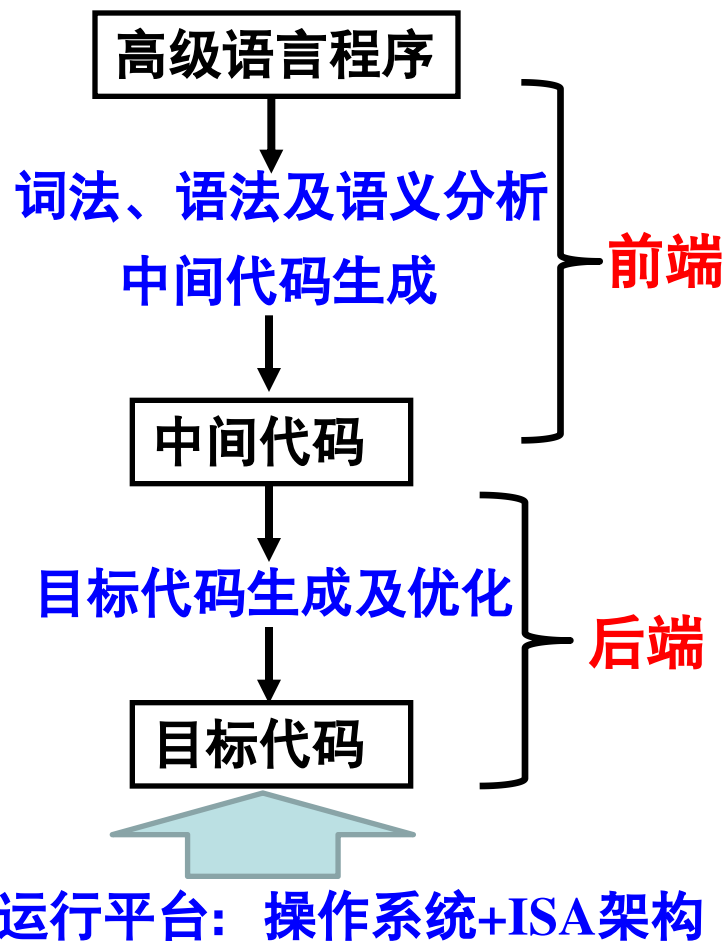 高级语言程序
词法、语法及语义分析
中间代码生成
前端
中间代码
目标代码生成及优化
后端
目标代码
运行平台：操作系统+ISA架构